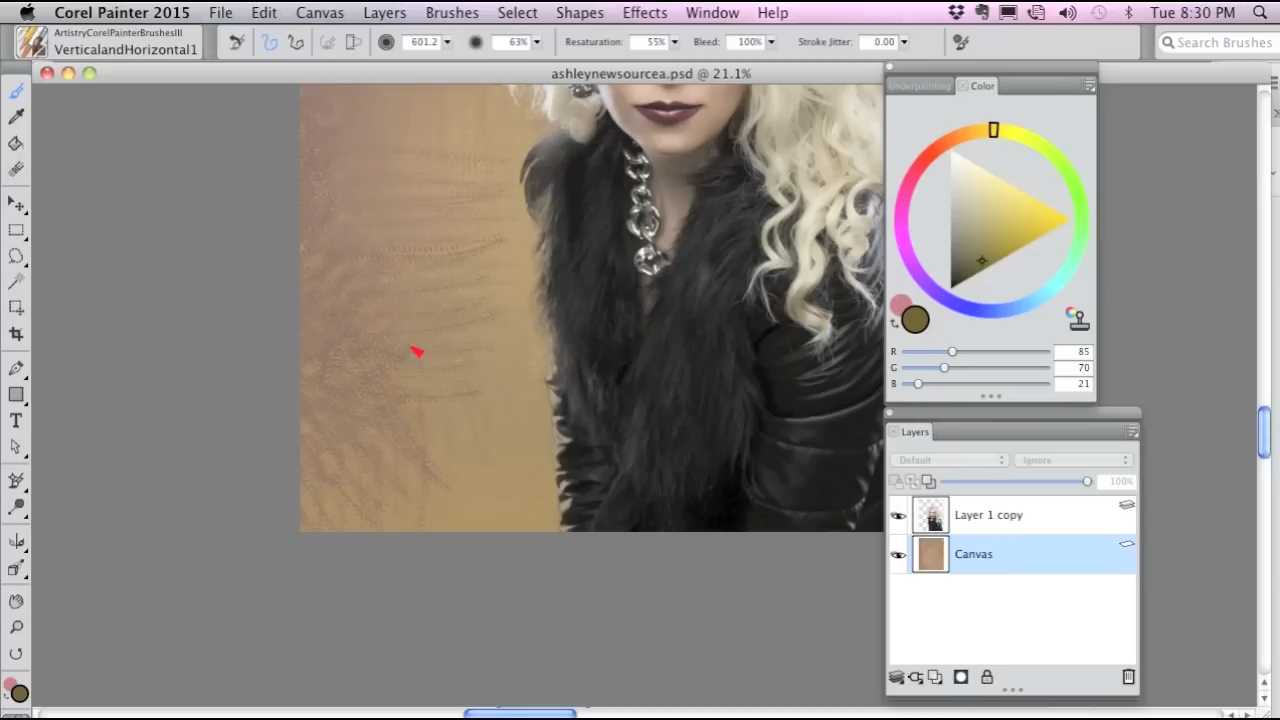 Corel Painter 2015 File Edit Canvas Layers Brushes Select Shapes Effects Window Help Tue 8:30 PM
ArtistryCorelPainterBrushesIII
VerticalandHorizontal1
601.2 63% Resaturation: 55% Bleed: 100% Stroke Jitter: 0.00 Search Brushes
ashleynewsourcea.psd @ 21.1%
Underpainting Color
R 85
G 70
B 21
Layers
Default Ignore
100%
Layer 1 copy
Canvas
T